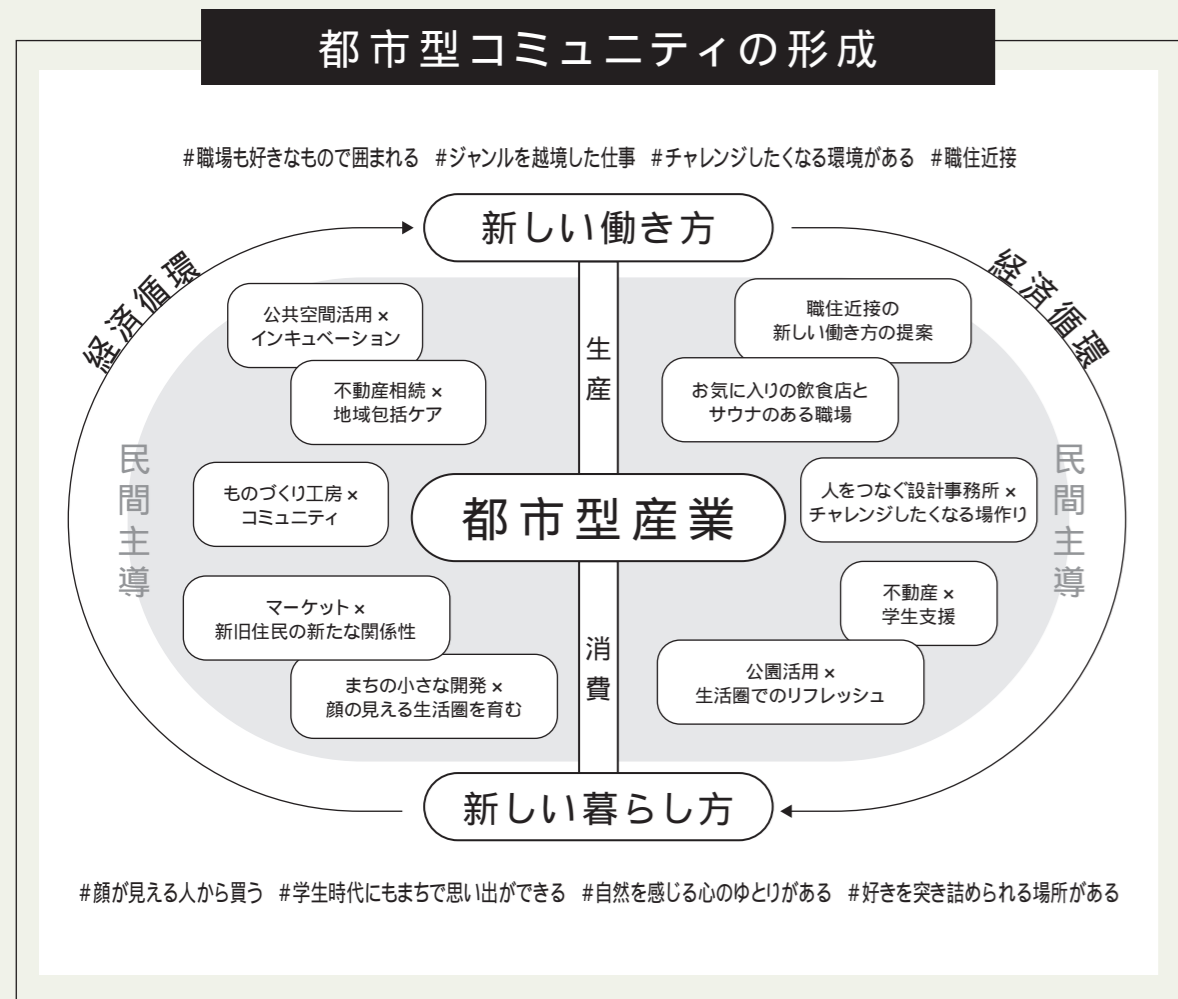 都市型コミュニティの形成
#職場も好きなもので囲まれる #ジャンルを越境した仕事 #チャレンジしたくなる環境がある #職住近接
新しい働き方
経済循環
経済循環
公共空間活用 ×
インキュベーション
不動産相続 ×
地域包括ケア
生産
職住近接の
新しい働き方の提案
お気に入りの飲食店と
サウナのある職場
民間主導
ものづくり工房 ×
コミュニティ
都市型産業
人をつなぐ設計事務所 ×
チャレンジしたくなる場作り
民間主導
マーケット ×
新旧住民の新たな関係性
まちの小さな開発 ×
顔の見える生活圏を育む
消費
不動産 ×
学生支援
公園活用 ×
生活圏でのリフレッシュ
新しい暮らし方
#顔が見える人から買う #学生時代にもまちで思い出ができる #自然を感じる心のゆとりがある #好きを突き詰められる場所がある